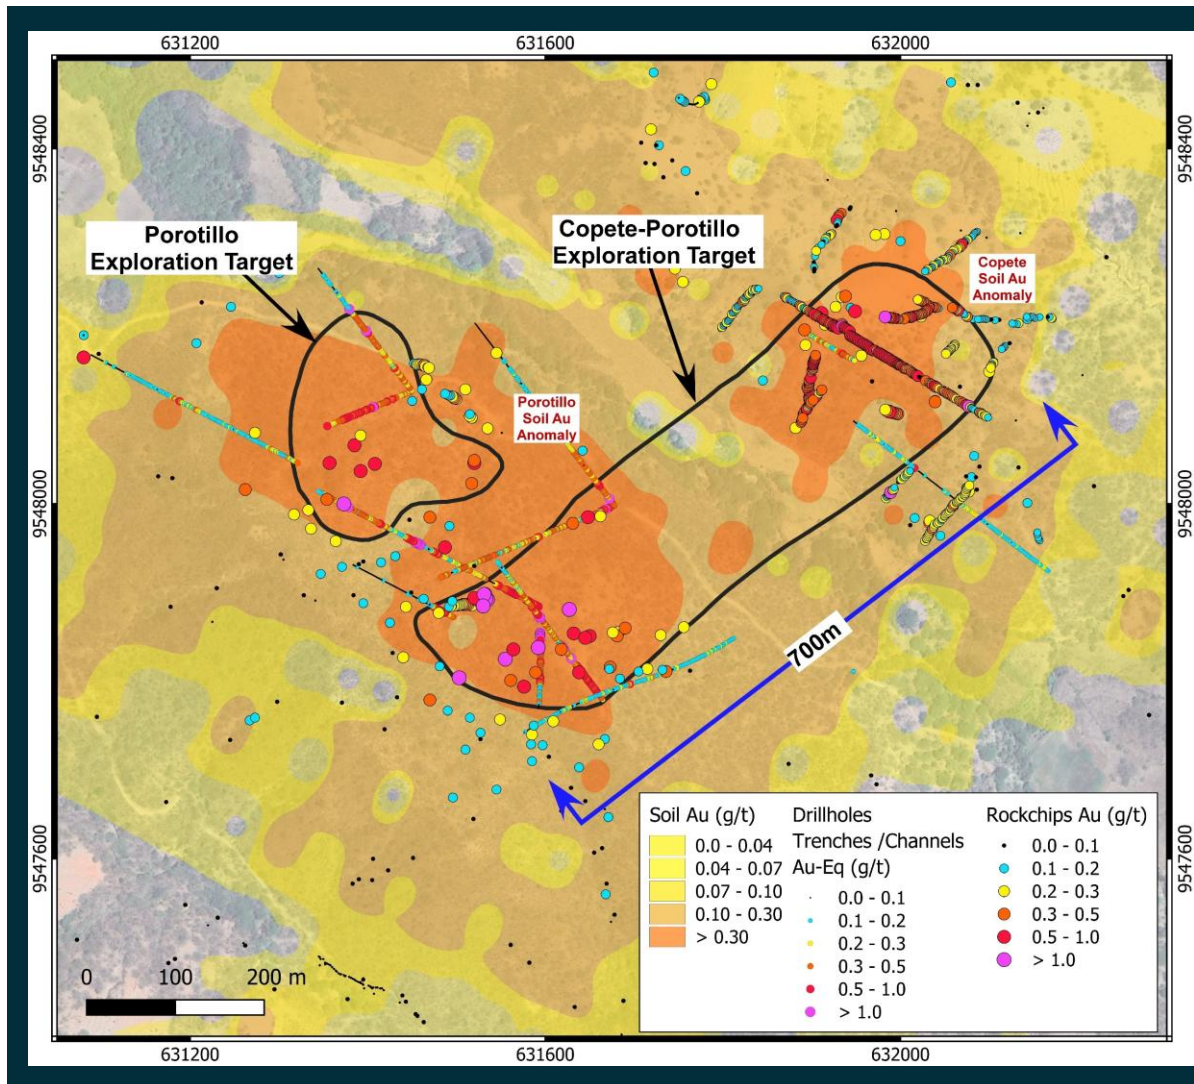 631200
631600
632000
9548400
9548400
Porotillo
Exploration Target
Copete-Porotillo
Exploration Target
Copete
Soil Au
Anomaly
Porotillo
Soil Au
Anomaly
9548000
9548000
700m
9547600
9547600
Soil Au (g/t)
0.0 - 0.04
0.04 - 0.07
0.07 - 0.10
0.10 - 0.30
> 0.30
Drillholes
Trenches /Channels
Au-Eq (g/t)
0.0 - 0.1
0.1 - 0.2
0.2 - 0.3
0.3 - 0.5
0.5 - 1.0
> 1.0
Rockchips Au (g/t)
0.0 - 0.1
0.1 - 0.2
0.2 - 0.3
0.3 - 0.5
0.5 - 1.0
> 1.0
0 100 200 m
631200
631600
632000